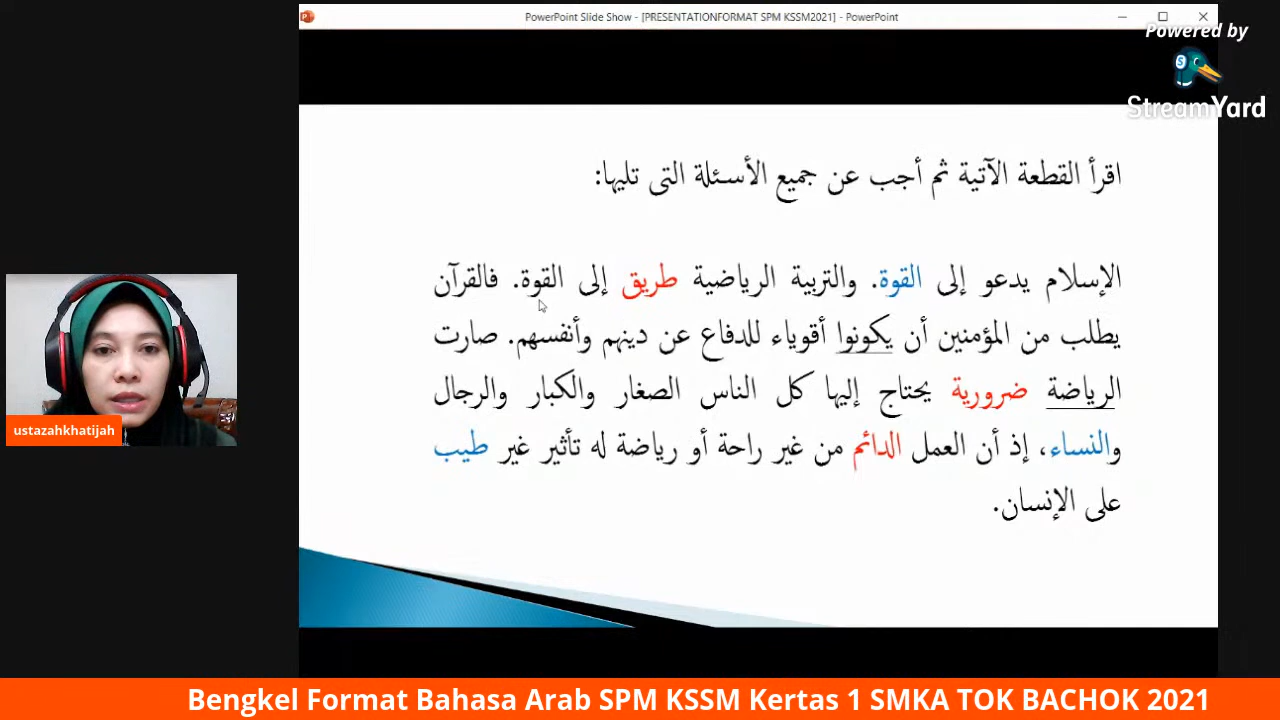 PowerPoint Slide Show - [PRESENTATIONFORMAT SPM KSSM2021] - PowerPoint
Powered by
StreamYard
اقرأ القطعة الآتية ثم أجب عن جميع الأسئلة التى تليها:
الإسلام يدعو إلى القوة. والتربية الرياضية طريق إلى القوة. فالقرآن
يطلب من المؤمنين أن يكونوا أقوياء للدفاع عن دينهم وأنفسهم. صارت
الرياضة ضرورية يحتاج إليها كل الناس الصغار والكبار والرجال
والنساء، إذ أن العمل الدائم من غير راحة أو رياضة له تأثير غير طيب
على الإنسان.
ustazahkhatijah
Bengkel Format Bahasa Arab SPM KSSM Kertas 1 SMKA TOK BACHOK 2021